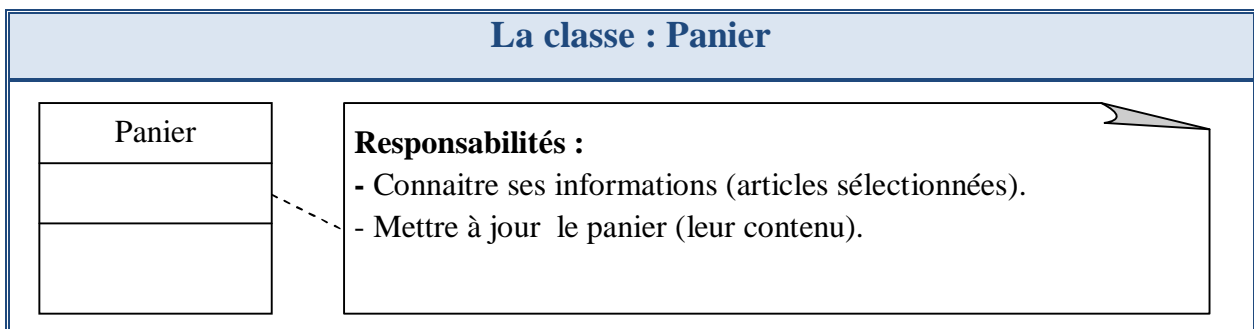 La classe : Panier
Panier
Responsabilités :
- Connaitre ses informations (articles sélectionnées).
- Mettre à jour le panier (leur contenu).